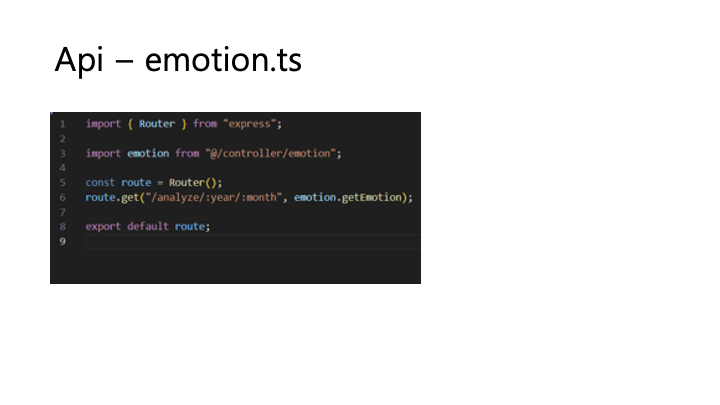 Api – emotion.ts
1 import { Router } from "express";
2
3 import emotion from "@/controller/emotion";
4
5 const route = Router();
6 route.get("/analyze/:year/:month", emotion.getEmotion);
7
8 export default route;
9